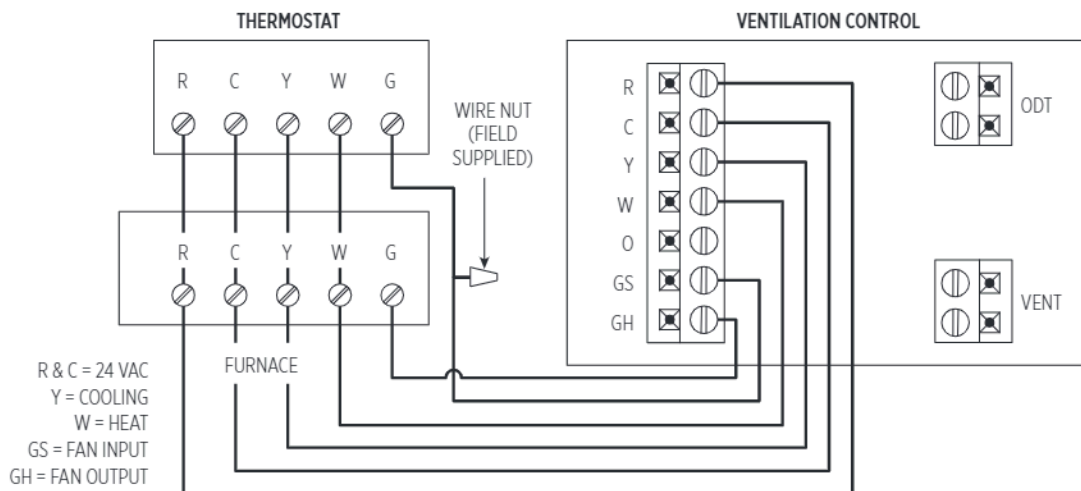 THERMOSTAT
VENTILATION CONTROL
R C Y W G
WIRE NUT
(FIELD
SUPPLIED)
R
C
Y
W
O
GS
GH
ODT
VENT
R C Y W G
FURNACE
R & C = 24 VAC
Y = COOLING
W = HEAT
GS = FAN INPUT
GH = FAN OUTPUT